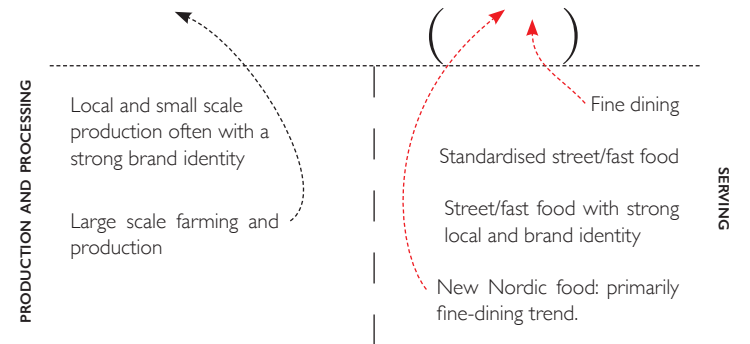 PRODUCTION AND PROCESSING
Local and small scale
production often with a
strong brand identity
Large scale farming and
production
Fine dining
Standardised street/fast food
Street/fast food with strong
local and brand identity
New Nordic food: primarily
fine-dining trend.
SERVING